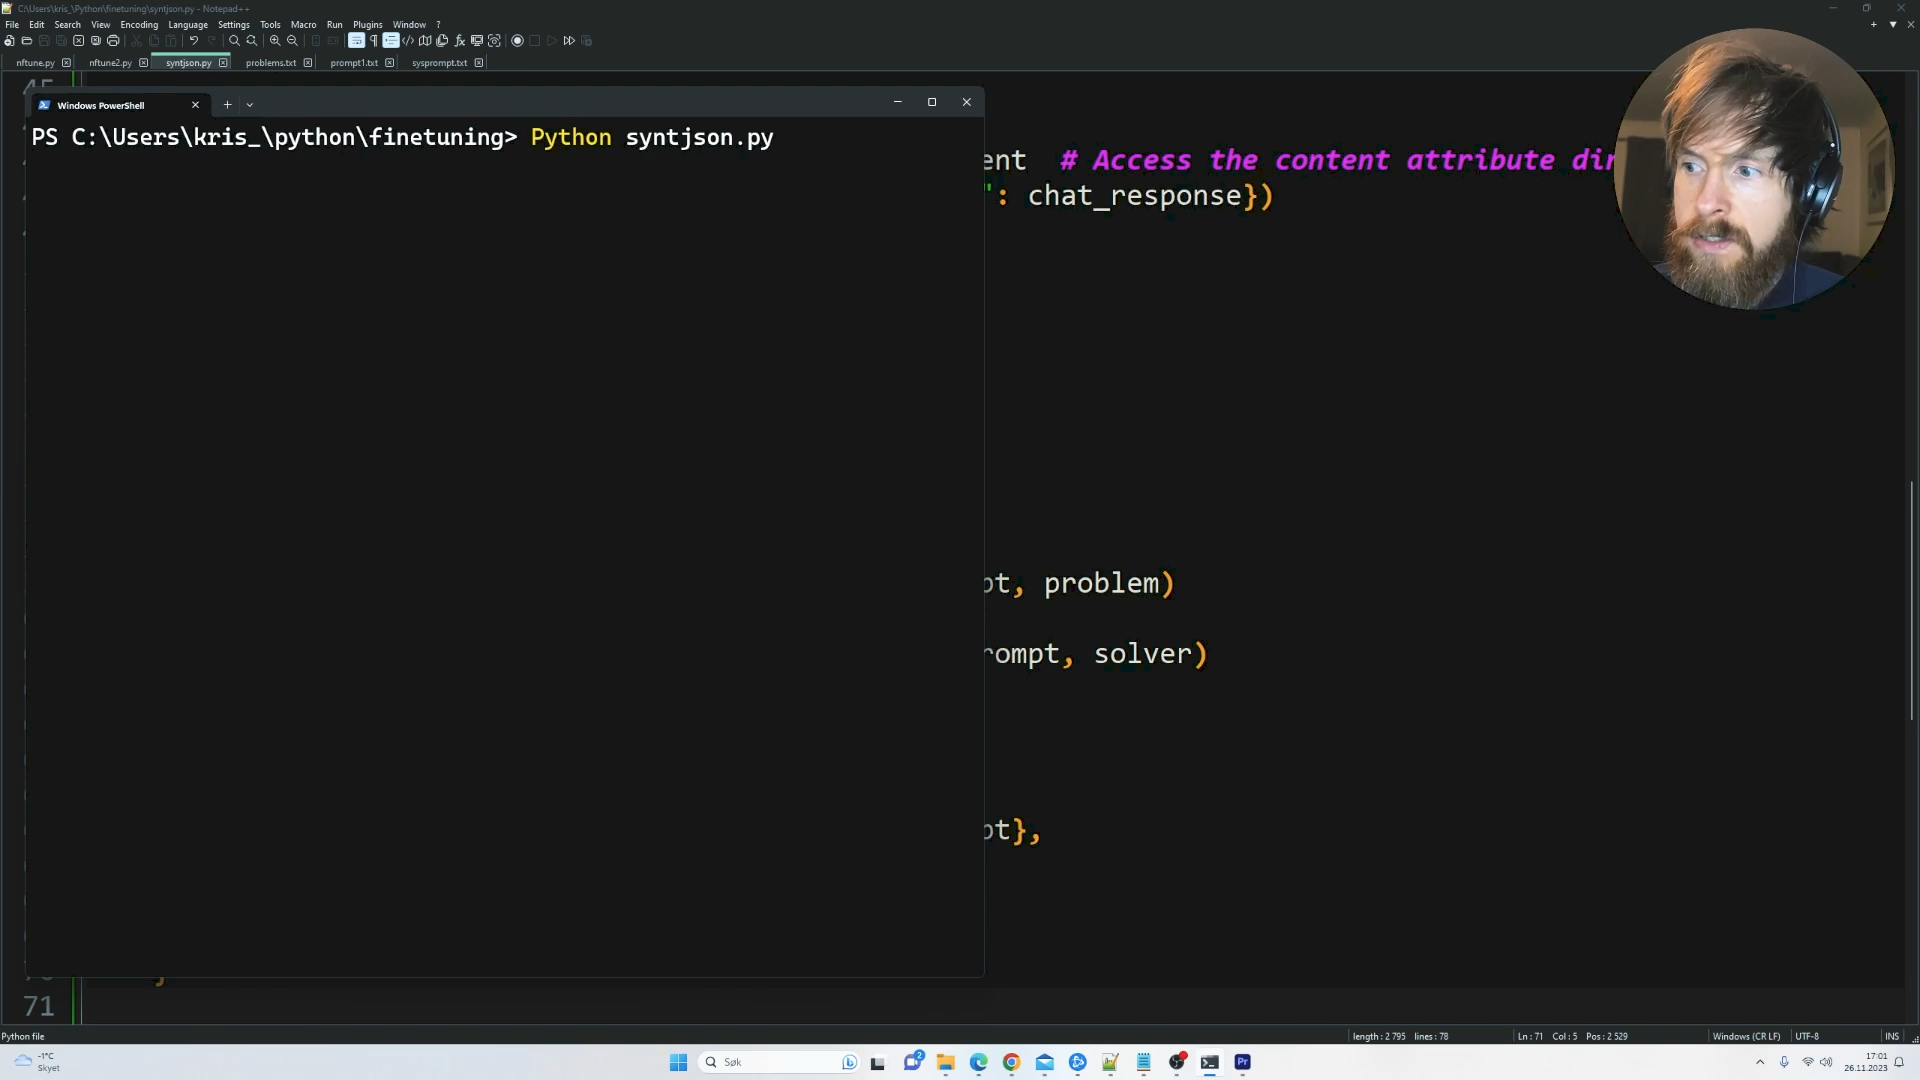 C:\Users\kris_\Python\finetuning\syntjson.py - Notepad++
File Edit Search View Encoding Language Settings Tools Macro Run Plugins Window ?
nftune.py nftune2.py syntjson.py problems.txt prompt1.txt sysprompt.txt
Windows PowerShell
PS C:\Users\kris_\python\finetuning> Python syntjson.py
ent # Access the content attribute dir
": chat_response})
pt, problem)
rompt, solver)
pt},
71
Python file length : 2 795 lines : 78 Ln : 71 Col : 5 Pos : 2 529 Windows (CR LF) UTF-8 INS
-1°C
Skyet
Søk
2
Pr
17:01
26.11.2023